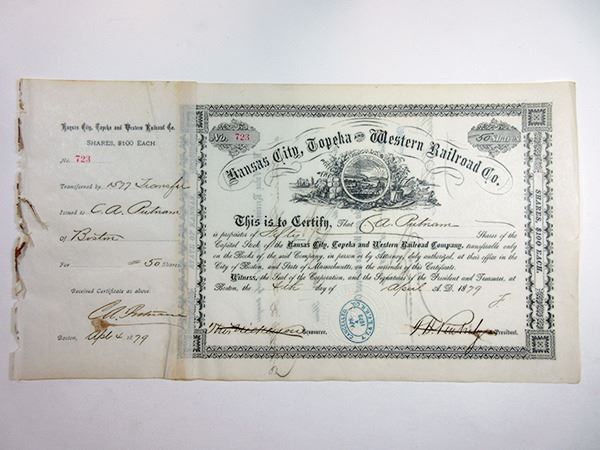 Kansas City, Topeka and Western Railroad Co.
SHARES, $100 EACH
No. 723
Transferred by 1577 Transfer
Issued to C. A. Putnam
Of Boston
For 50 Shares
Received Certificate as above
C. A. Putnam
Boston, Apl 4 1879
No. 723
50 Shares
Kansas City, Topeka and Western Railroad Co.
This is to Certify, That C A. Putnam
is proprietor of Fifty Shares of the
Capital Stock of the Kansas City, Topeka and Western Railroad Company, transferable only
on the Books of the said Company, in person or by Attorney, duly authorized, at their office in the
City of Boston, and State of Massachusetts, on the surrender of this Certificate.
Witness, the Seal of the Corporation, and the Signatures of the President and Treasurer, at
Boston, the 4th day of April A.D. 1879
Treasurer.
President.
SHARES, $100 EACH.